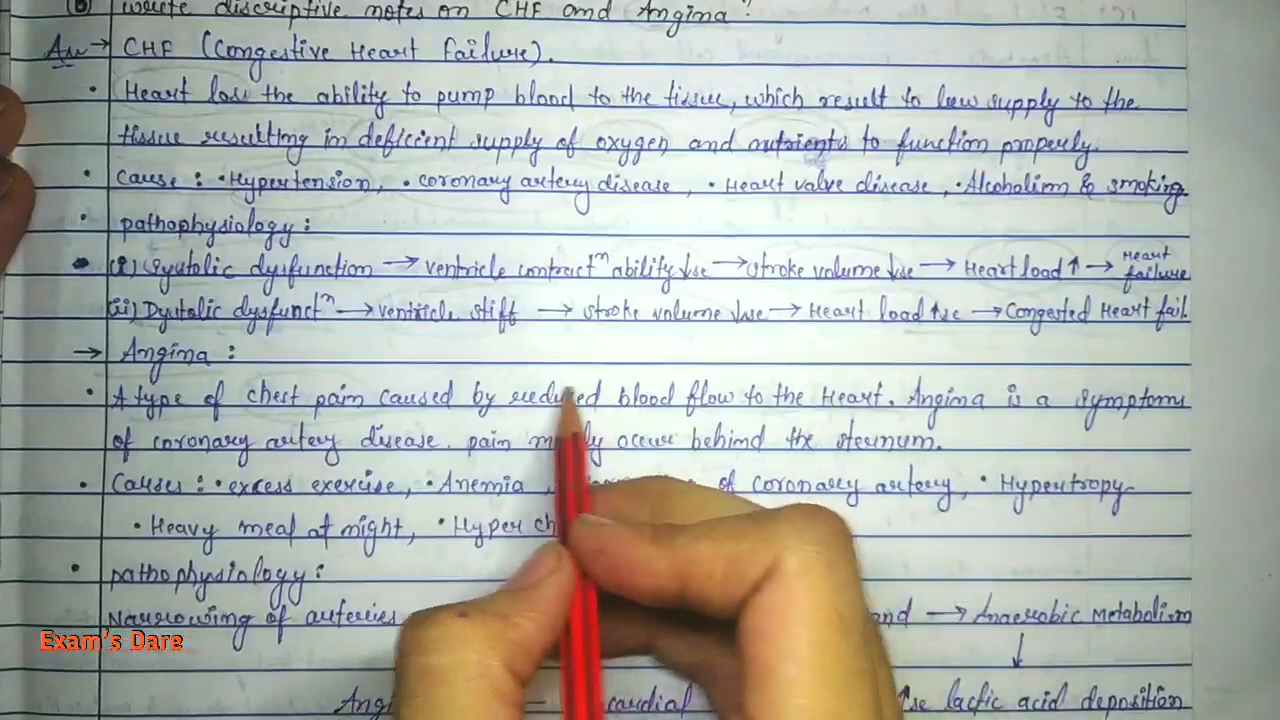 (6) write discriptive notes on CHF and Angina?
Ans → CHF (Congestive Heart Failure).
• Heart loss the ability to pump blood to the tissue, which result to low supply to the
tissue resulting in deficient supply of oxygen and nutrients to function properly.
• Cause : • Hypertension, • coronary artery disease, • Heart valve disease, • Alcoholism & smoking
• pathophysiology :
(i) Systolic dysfunction → ventricle contractⁿ ability ↓se → stroke volume ↓se → Heart load ↑ → Heart failure
(ii) Dystolic dysfunctⁿ → ventricle stiff → stroke volume ↓se → Heart load ↑se → Congested Heart fail.
→ Angina :
• A type of chest pain caused by reduced blood flow to the Heart. Angina is a symptoms
of coronary artery disease. pain occur behind the sternum.
• Causes : • excess exercise, • Anemia of coronary artery, • Hypertropy
• Heavy meal at night, • Hyper
• pathophysiology :
Narrowing of arteries → Anaerobic Metabolism
↓
↑se lactic acid deposition
Exam's Dare